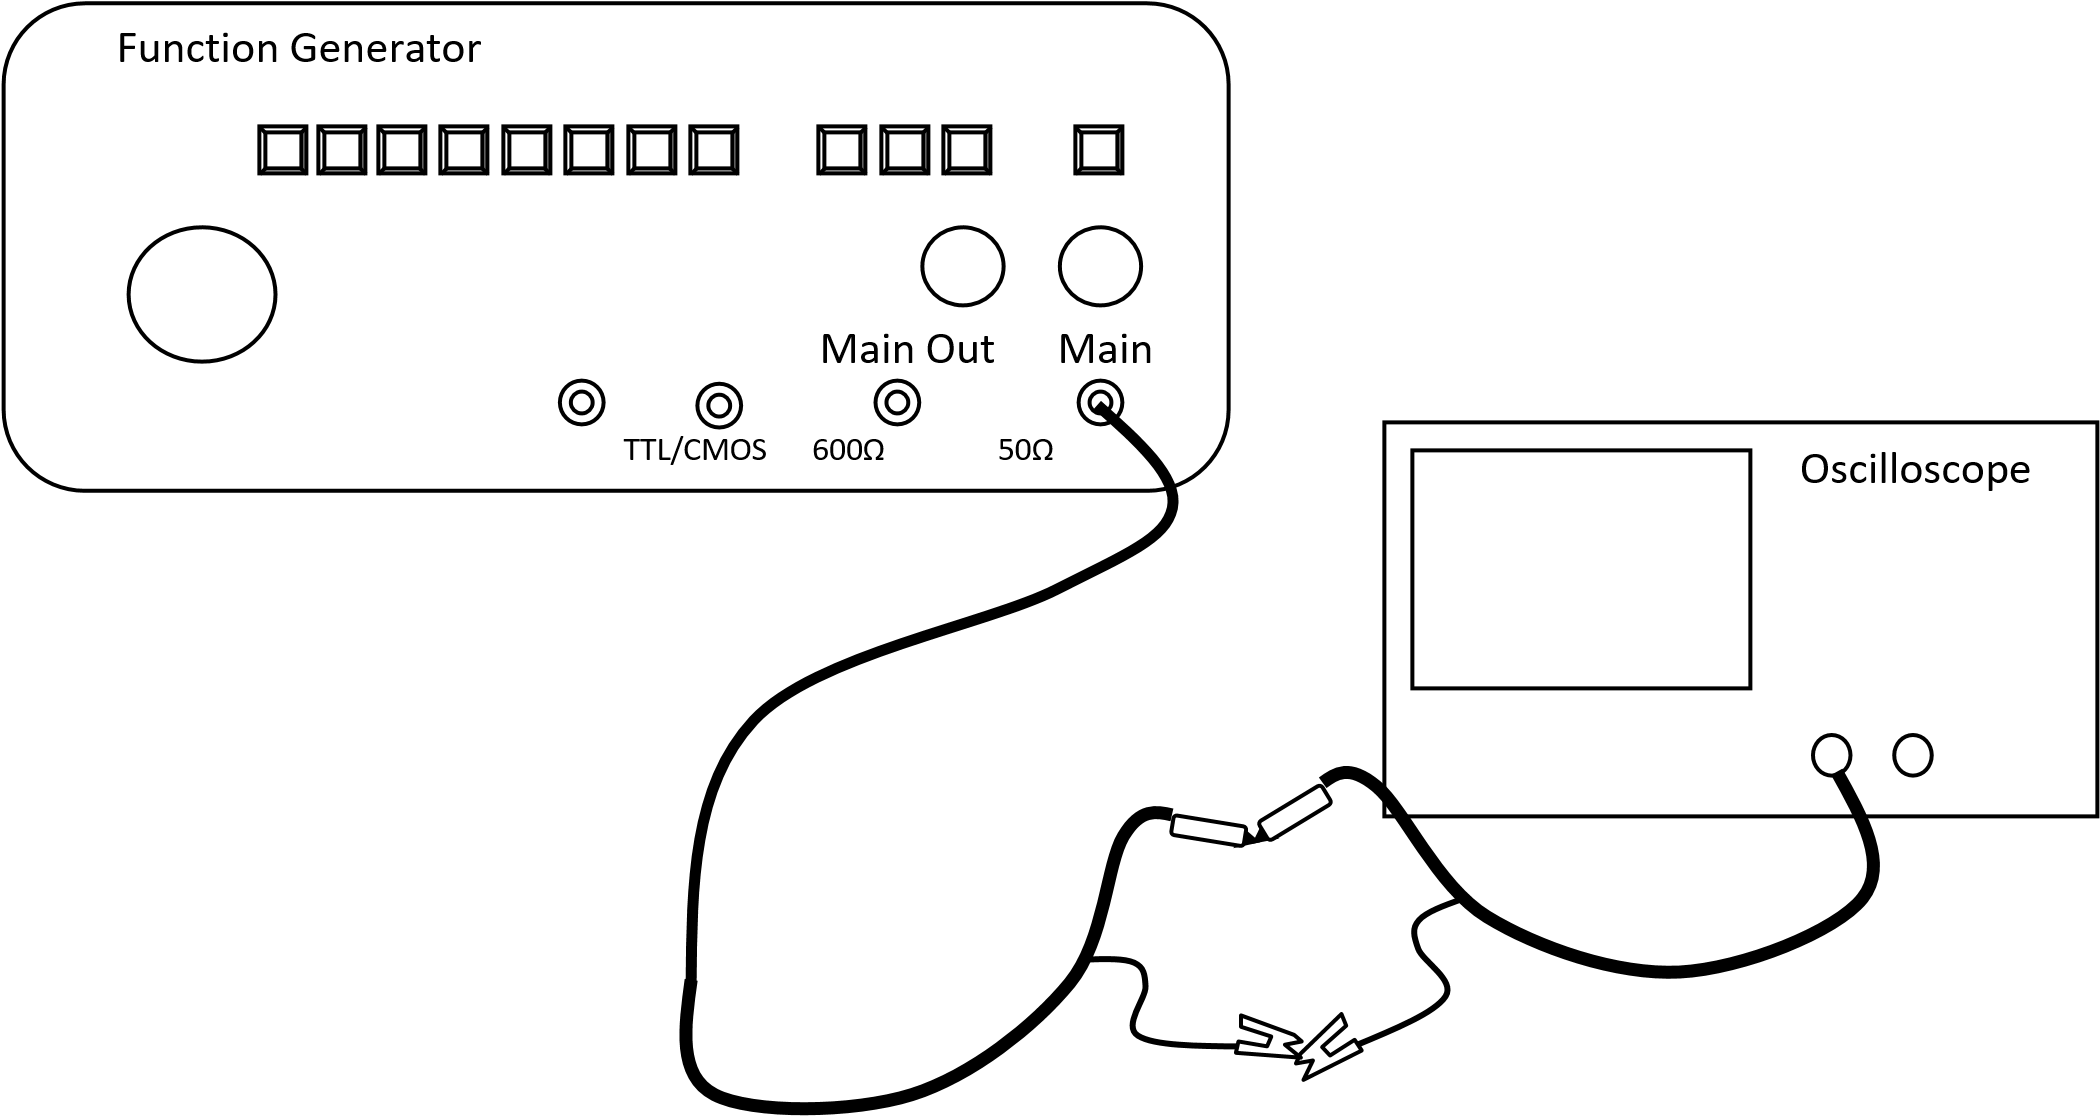 Function Generator
Main Out
Main
TTL/CMOS
600Ω
50Ω
Oscilloscope